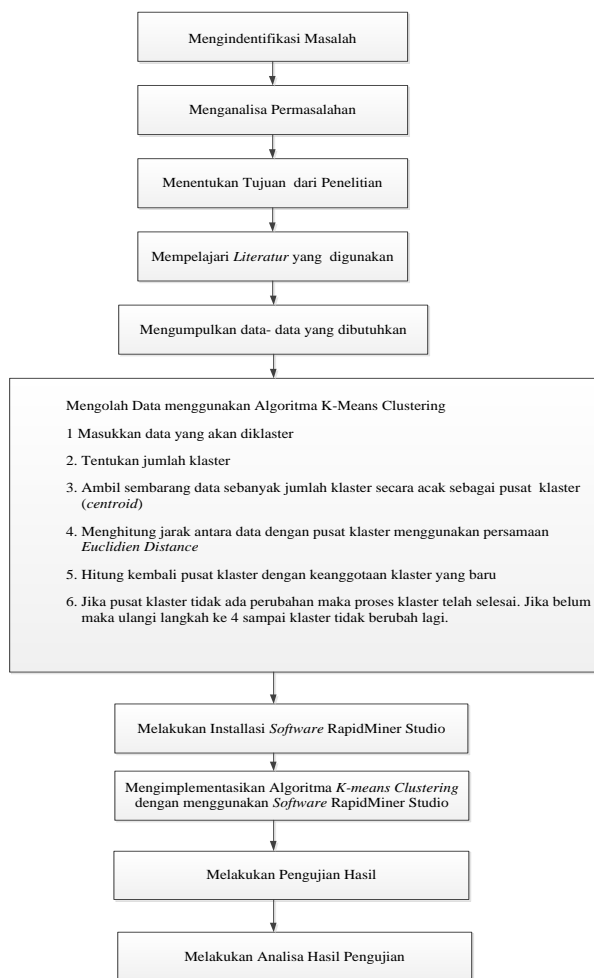 Mengindentifikasi Masalah
Menganalisa Permasalahan
Menentukan Tujuan dari Penelitian
Mempelajari Literatur yang digunakan
Mengumpulkan data- data yang dibutuhkan
Mengolah Data menggunakan Algoritma K-Means Clustering
1 Masukkan data yang akan diklaster
2. Tentukan jumlah klaster
3. Ambil sembarang data sebanyak jumlah klaster secara acak sebagai pusat klaster
(centroid)
4. Menghitung jarak antara data dengan pusat klaster menggunakan persamaan
Euclidien Distance
5. Hitung kembali pusat klaster dengan keanggotaan klaster yang baru
6. Jika pusat klaster tidak ada perubahan maka proses klaster telah selesai. Jika belum
maka ulangi langkah ke 4 sampai klaster tidak berubah lagi.
Melakukan Installasi Software RapidMiner Studio
Mengimplementasikan Algoritma K-means Clustering
dengan menggunakan Software RapidMiner Studio
Melakukan Pengujian Hasil
Melakukan Analisa Hasil Pengujian